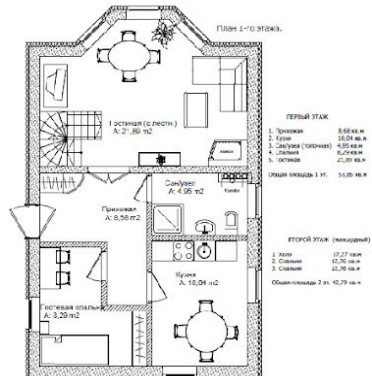 План 1-го этажа.
Гостиная (с лестн.)
A: 21,89 m2
Сан/узел
A: 4,95 m2
Прихожая
A: 8,58 m2
Кухня
A: 10,04 m2
Гостевая спальня
A: 8,29 m2
ПЕРВЫЙ ЭТАЖ
1. Прихожая 8,68 кв.м
2. Кухня 10,04 кв.м
3. Сан/узел (топочная) 4,95 кв.м
4. Спальня 8,29 кв.м
5. Гостиная 21,89 кв.м
Общая площадь 1 эт. 53,85 кв.м
ВТОРОЙ ЭТАЖ (мансардный)
1. Холл 17,27 кв.м
2. Спальня 12,76 кв.м
3. Спальня 12,76 кв.м
Общая площадь 2 эт. 42,79 кв.м